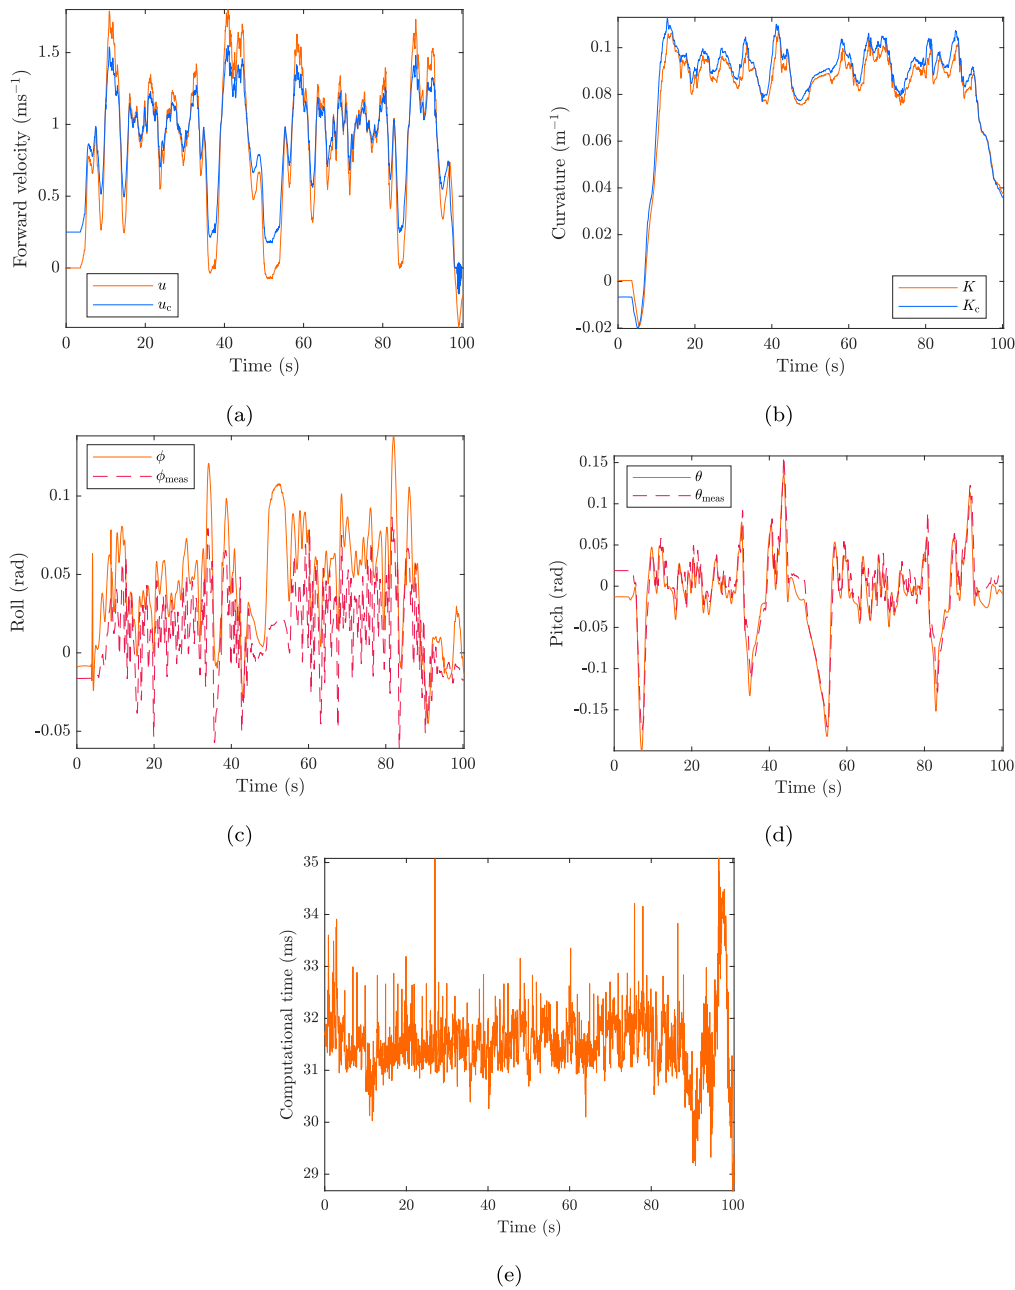 Forward velocity (ms⁻¹)
1.5
1
0.5
0
u
u_c
0 20 40 60 80 100
Time (s)
(a)
Curvature (m⁻¹)
0.1
0.08
0.06
0.04
0.02
0
-0.02
K
K_c
0 20 40 60 80 100
Time (s)
(b)
Roll (rad)
0.1
0.05
0
-0.05
ϕ
ϕ_meas
0 20 40 60 80 100
Time (s)
(c)
Pitch (rad)
0.15
0.1
0.05
0
-0.05
-0.1
-0.15
θ
θ_meas
0 20 40 60 80 100
Time (s)
(d)
Computational time (ms)
35
34
33
32
31
30
29
0 20 40 60 80 100
Time (s)
(e)